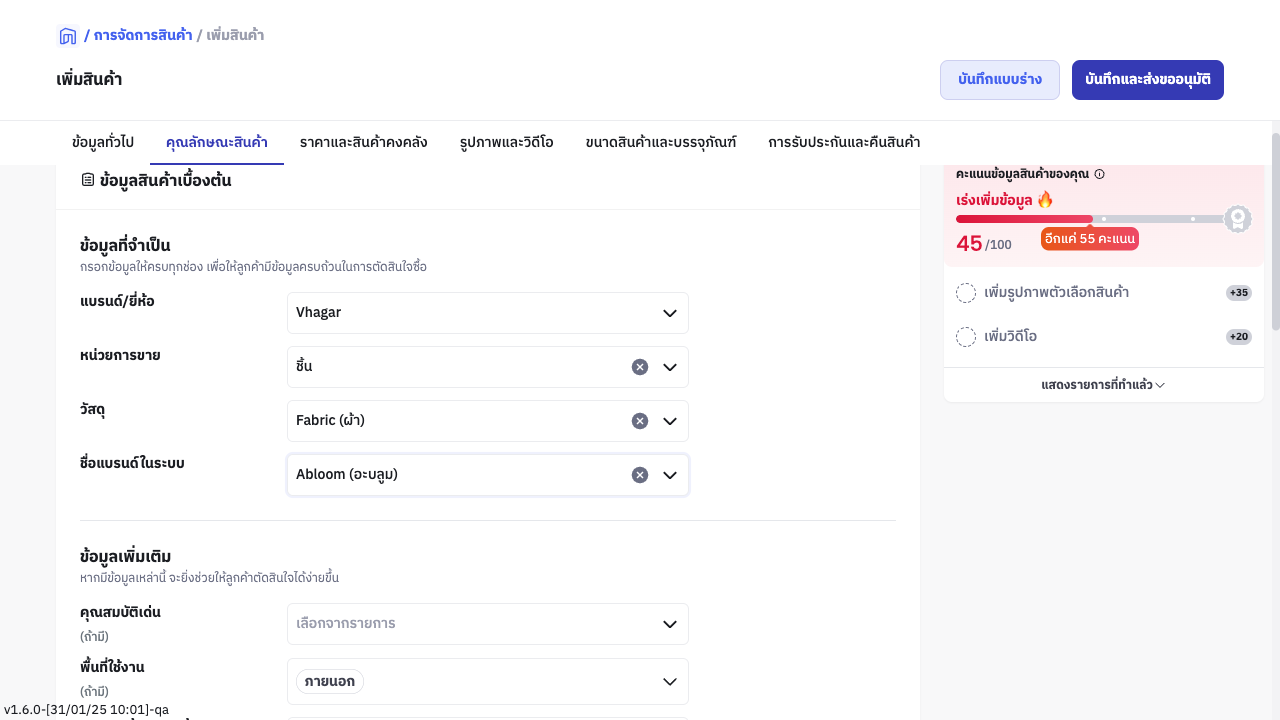 / การจัดการสินค้า / เพิ่มสินค้า
เพิ่มสินค้า
บันทึกแบบร่าง
บันทึกและส่งขออนุมัติ
ข้อมูลทั่วไป
คุณลักษณะสินค้า
ราคาและสินค้าคงคลัง
รูปภาพและวิดีโอ
ขนาดสินค้าและบรรจุภัณฑ์
การรับประกันและคืนสินค้า
ข้อมูลสินค้าเบื้องต้น
ข้อมูลที่จำเป็น
กรอกข้อมูลให้ครบทุกช่อง เพื่อให้ลูกค้ามีข้อมูลครบถ้วนในการตัดสินใจซื้อ
แบรนด์/ยี่ห้อ
Vhagar
หน่วยการขาย
ชิ้น
วัสดุ
Fabric (ผ้า)
ชื่อแบรนด์ในระบบ
Abloom (อะบลูม)
ข้อมูลเพิ่มเติม
หากมีข้อมูลเหล่านี้ จะยิ่งช่วยให้ลูกค้าตัดสินใจได้ง่ายขึ้น
คุณสมบัติเด่น
(ถ้ามี)
เลือกจากรายการ
พื้นที่ใช้งาน
(ถ้ามี)
ภายนอก
คะแนนข้อมูลสินค้าของคุณ
เร่งเพิ่มข้อมูล 🔥
45 /100
อีกแค่ 55 คะแนน
เพิ่มรูปภาพตัวเลือกสินค้า
+35
เพิ่มวิดีโอ
+20
แสดงรายการที่ทำแล้ว
v1.6.0-[31/01/25 10:01]-qa